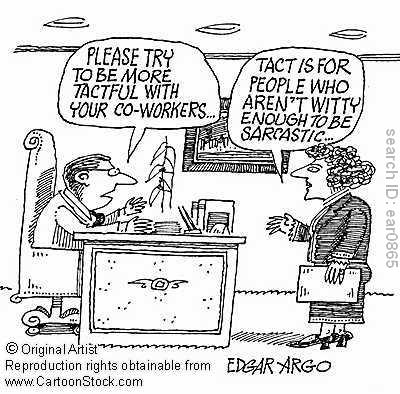 PLEASE TRY
TO BE MORE
TACTFUL WITH
YOUR CO-WORKERS...
TACT IS FOR
PEOPLE WHO
AREN'T WITTY
ENOUGH TO BE
SARCASTIC...
search ID: ear0865
© Original Artist
Reproduction rights obtainable from
www.CartoonStock.com
EDGAR ARGO